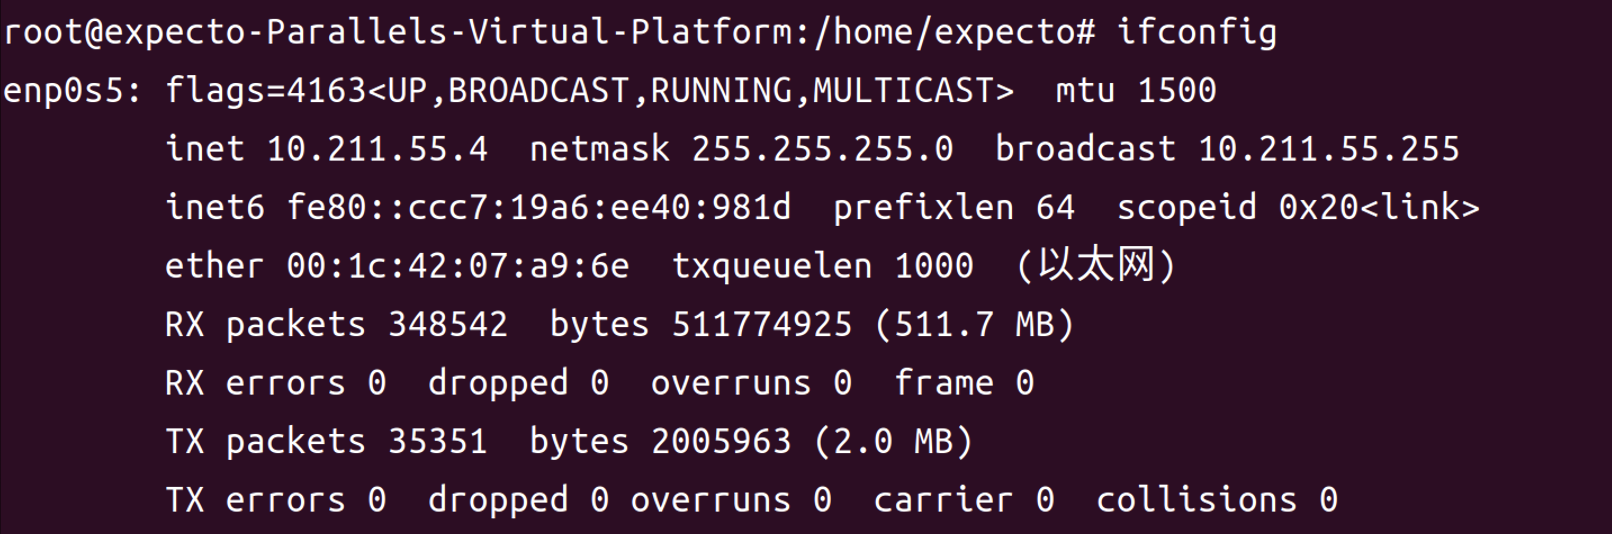 root@expecto-Parallels-Virtual-Platform:/home/expecto# ifconfig
enp0s5: flags=4163<UP,BROADCAST,RUNNING,MULTICAST>  mtu 1500
        inet 10.211.55.4  netmask 255.255.255.0  broadcast 10.211.55.255
        inet6 fe80::ccc7:19a6:ee40:981d  prefixlen 64  scopeid 0x20<link>
        ether 00:1c:42:07:a9:6e  txqueuelen 1000  (以太网)
        RX packets 348542  bytes 511774925 (511.7 MB)
        RX errors 0  dropped 0  overruns 0  frame 0
        TX packets 35351  bytes 2005963 (2.0 MB)
        TX errors 0  dropped 0 overruns 0  carrier 0  collisions 0